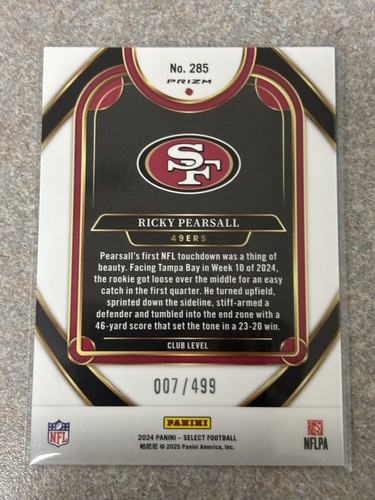 No. 285
PRIZM
SF
RICKY PEARSALL
49ERS
Pearsall's first NFL touchdown was a thing of
beauty. Facing Tampa Bay in Week 10 of 2024,
the rookie got loose over the middle for an easy
catch in the first quarter. He turned upfield,
sprinted down the sideline, stiff-armed a
defender and tumbled into the end zone with a
46-yard score that set the tone in a 23-20 win.
CLUB LEVEL
007/499
PANINI
NFL
NFLPA
2024 PANINI – SELECT FOOTBALL
帕尼尼 © 2025 Panini America, Inc.